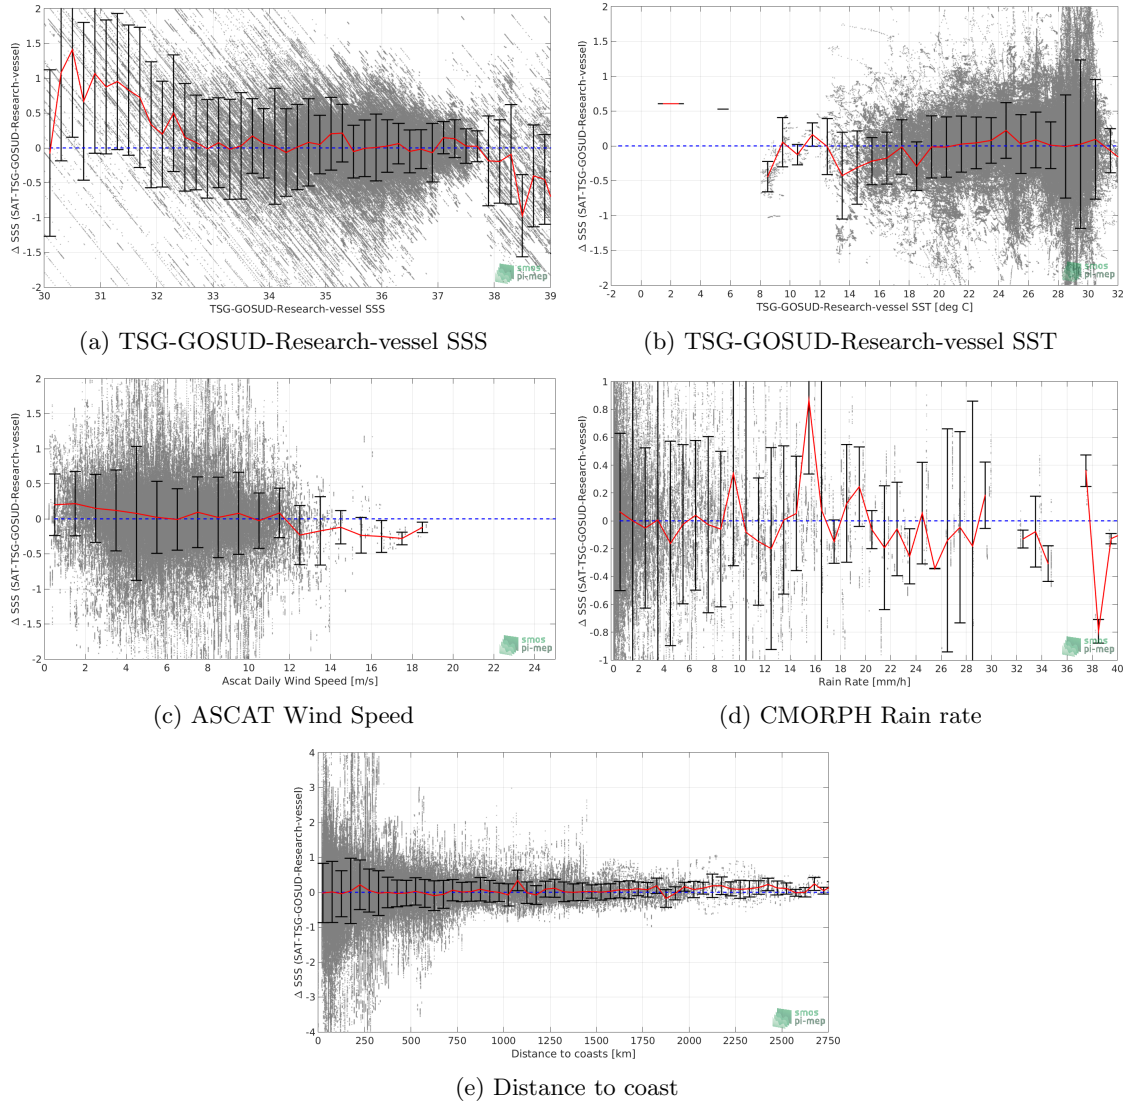 Δ SSS (SAT-TSG-GOSUD-Research-vessel)
2
1.5
1
0.5
0
-0.5
-1
-1.5
-2
30 31 32 33 34 35 36 37 38 39
TSG-GOSUD-Research-vessel SSS
smos
pi-mep
(a) TSG-GOSUD-Research-vessel SSS
Δ SSS (SAT-TSG-GOSUD-Research-vessel)
2
1.5
1
0.5
0
-0.5
-1
-1.5
-2
-2 0 2 4 6 8 10 12 14 16 18 20 22 24 26 28 30 32
TSG-GOSUD-Research-vessel SST [deg C]
smos
pi-mep
(b) TSG-GOSUD-Research-vessel SST
Δ SSS (SAT-TSG-GOSUD-Research-vessel)
2
1.5
1
0.5
0
-0.5
-1
-1.5
-2
0 2 4 6 8 10 12 14 16 18 20 22 24
Ascat Daily Wind Speed [m/s]
smos
pi-mep
(c) ASCAT Wind Speed
Δ SSS (SAT-TSG-GOSUD-Research-vessel)
1
0.8
0.6
0.4
0.2
0
-0.2
-0.4
-0.6
-0.8
-1
0 2 4 6 8 10 12 14 16 18 20 22 24 26 28 30 32 34 36 38 40
Rain Rate [mm/h]
smos
pi-mep
(d) CMORPH Rain rate
Δ SSS (SAT-TSG-GOSUD-Research-vessel)
4
3
2
1
0
-1
-2
-3
-4
0 250 500 750 1000 1250 1500 1750 2000 2250 2500 2750
Distance to coasts [km]
smos
pi-mep
(e) Distance to coast